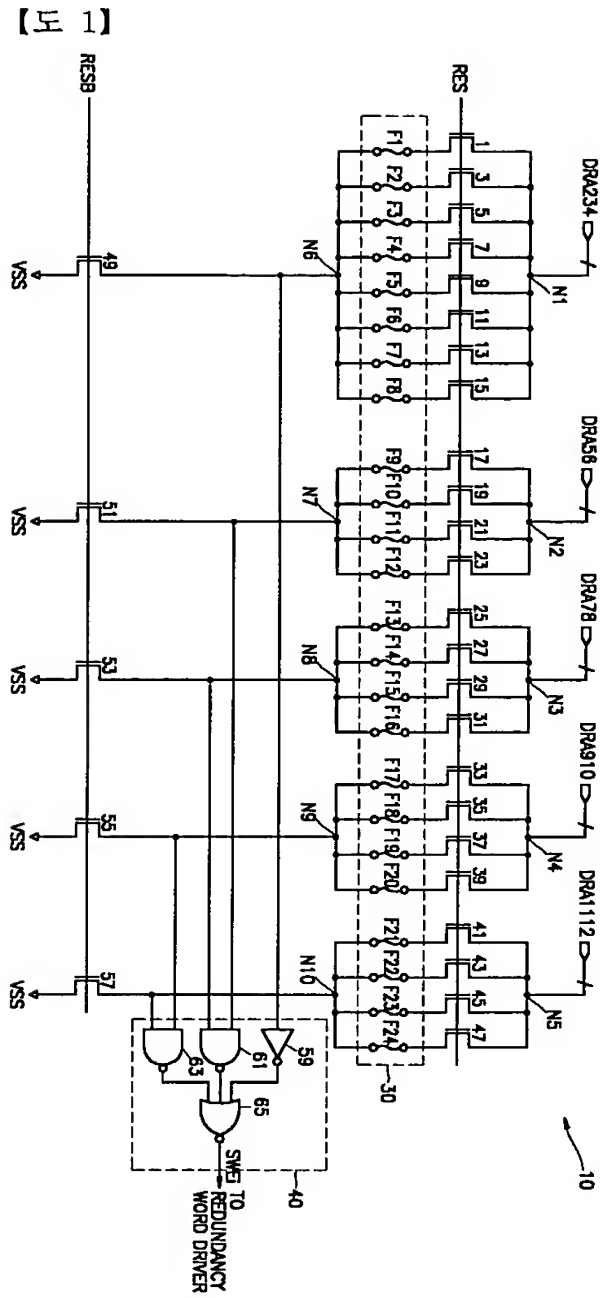 【도 1】
10
DRA234
DRA56
DRA78
DRA910
DRA1112
N1
N2
N3
N4
N5
RES
1
3
5
7
9
11
13
15
17
19
21
23
25
27
29
31
33
35
37
39
41
43
45
47
F1
F2
F3
F4
F5
F6
F7
F8
F9
F10
F11
F12
F13
F14
F15
F16
F17
F18
F19
F20
F21
F22
F23
F24
30
N6
N7
N8
N9
N10
59
61
63
65
40
SWE TO
REDUNDANCY
WORD DRIVER
RESB
49
51
53
55
57
VSS
VSS
VSS
VSS
VSS